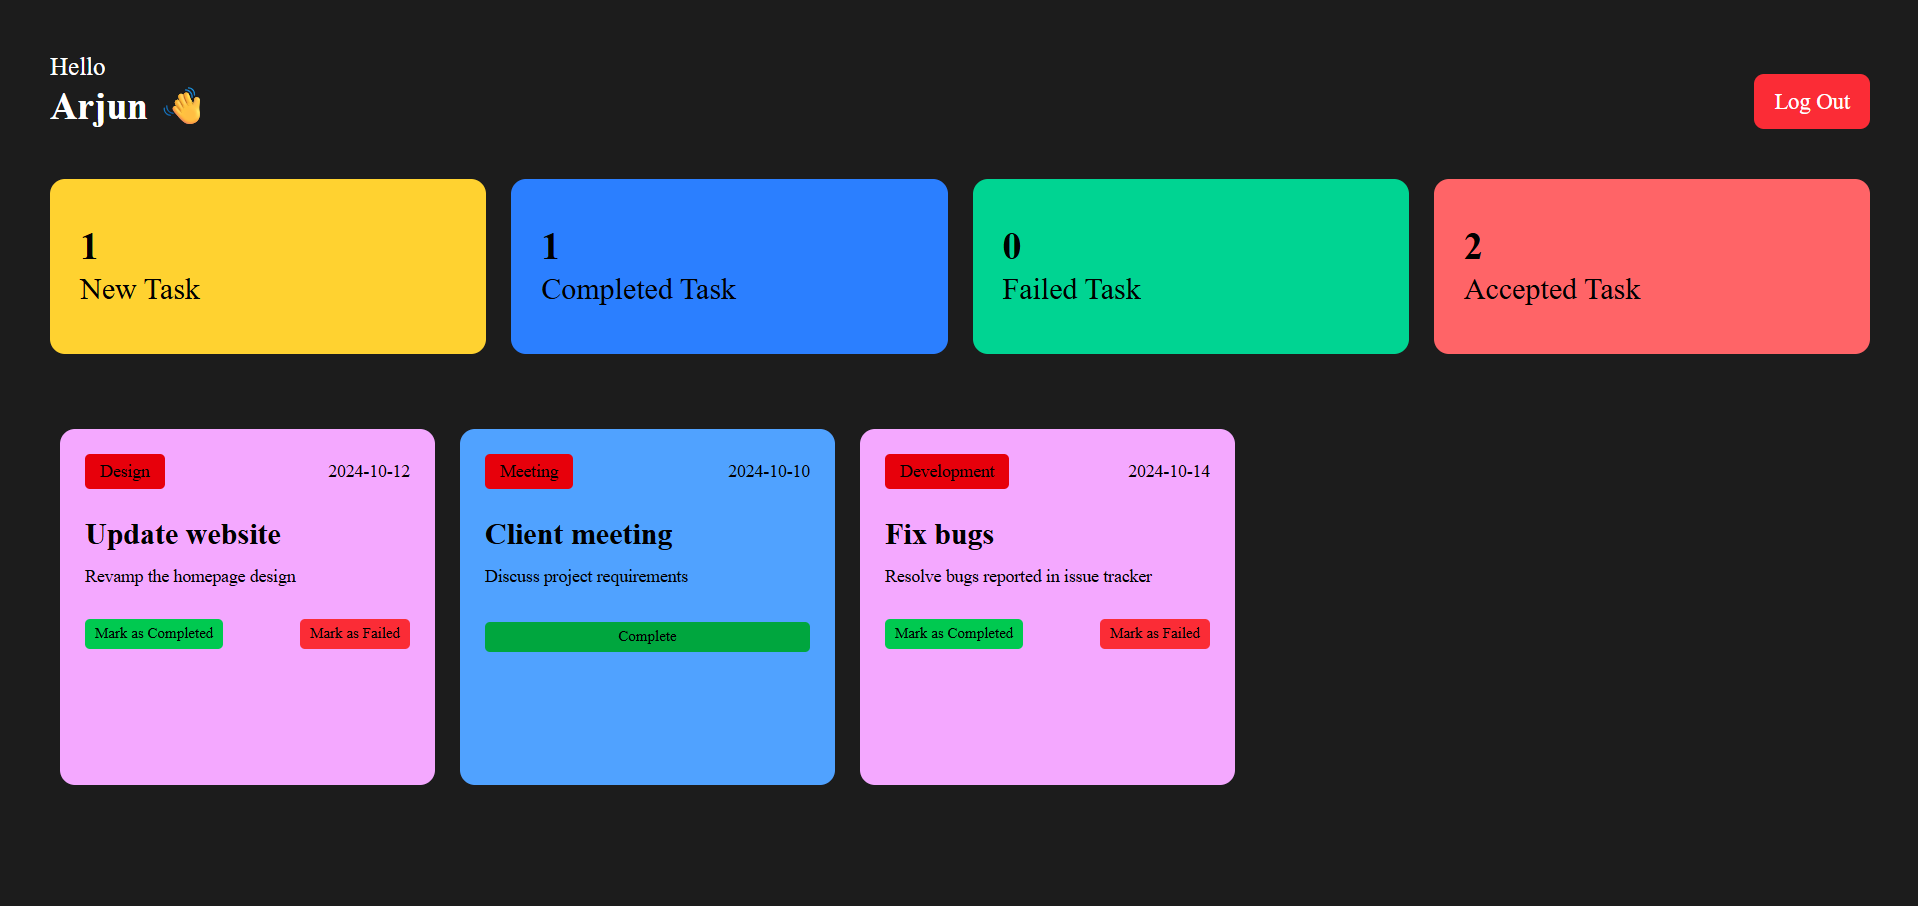 Hello
Arjun 👋
Log Out
1
New Task
1
Completed Task
0
Failed Task
2
Accepted Task
Design 2024-10-12
Update website
Revamp the homepage design
Mark as Completed Mark as Failed
Meeting 2024-10-10
Client meeting
Discuss project requirements
Complete
Development 2024-10-14
Fix bugs
Resolve bugs reported in issue tracker
Mark as Completed Mark as Failed